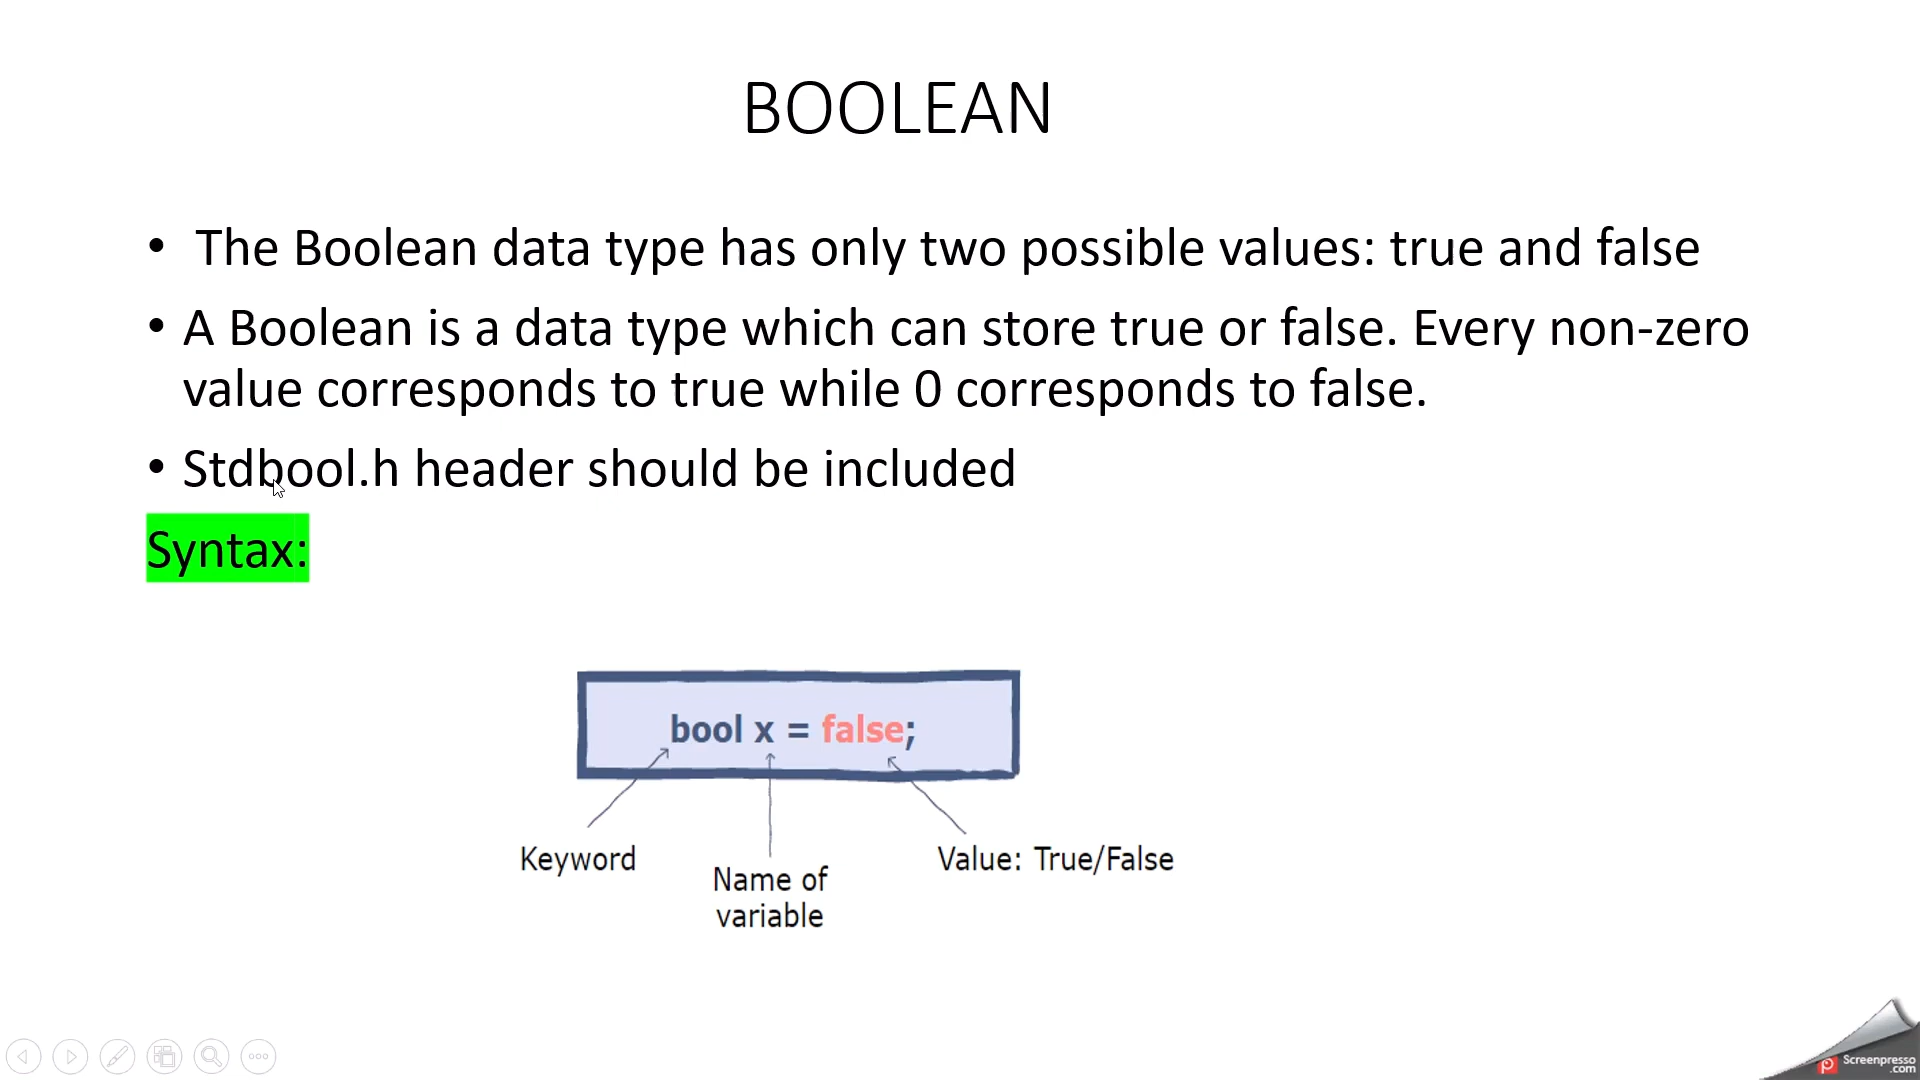 BOOLEAN
• The Boolean data type has only two possible values: true and false
• A Boolean is a data type which can store true or false. Every non-zero
value corresponds to true while 0 corresponds to false.
• Stdbool.h header should be included
Syntax:
bool x = false;
Keyword
Name of
variable
Value: True/False
Screenpresso
.com